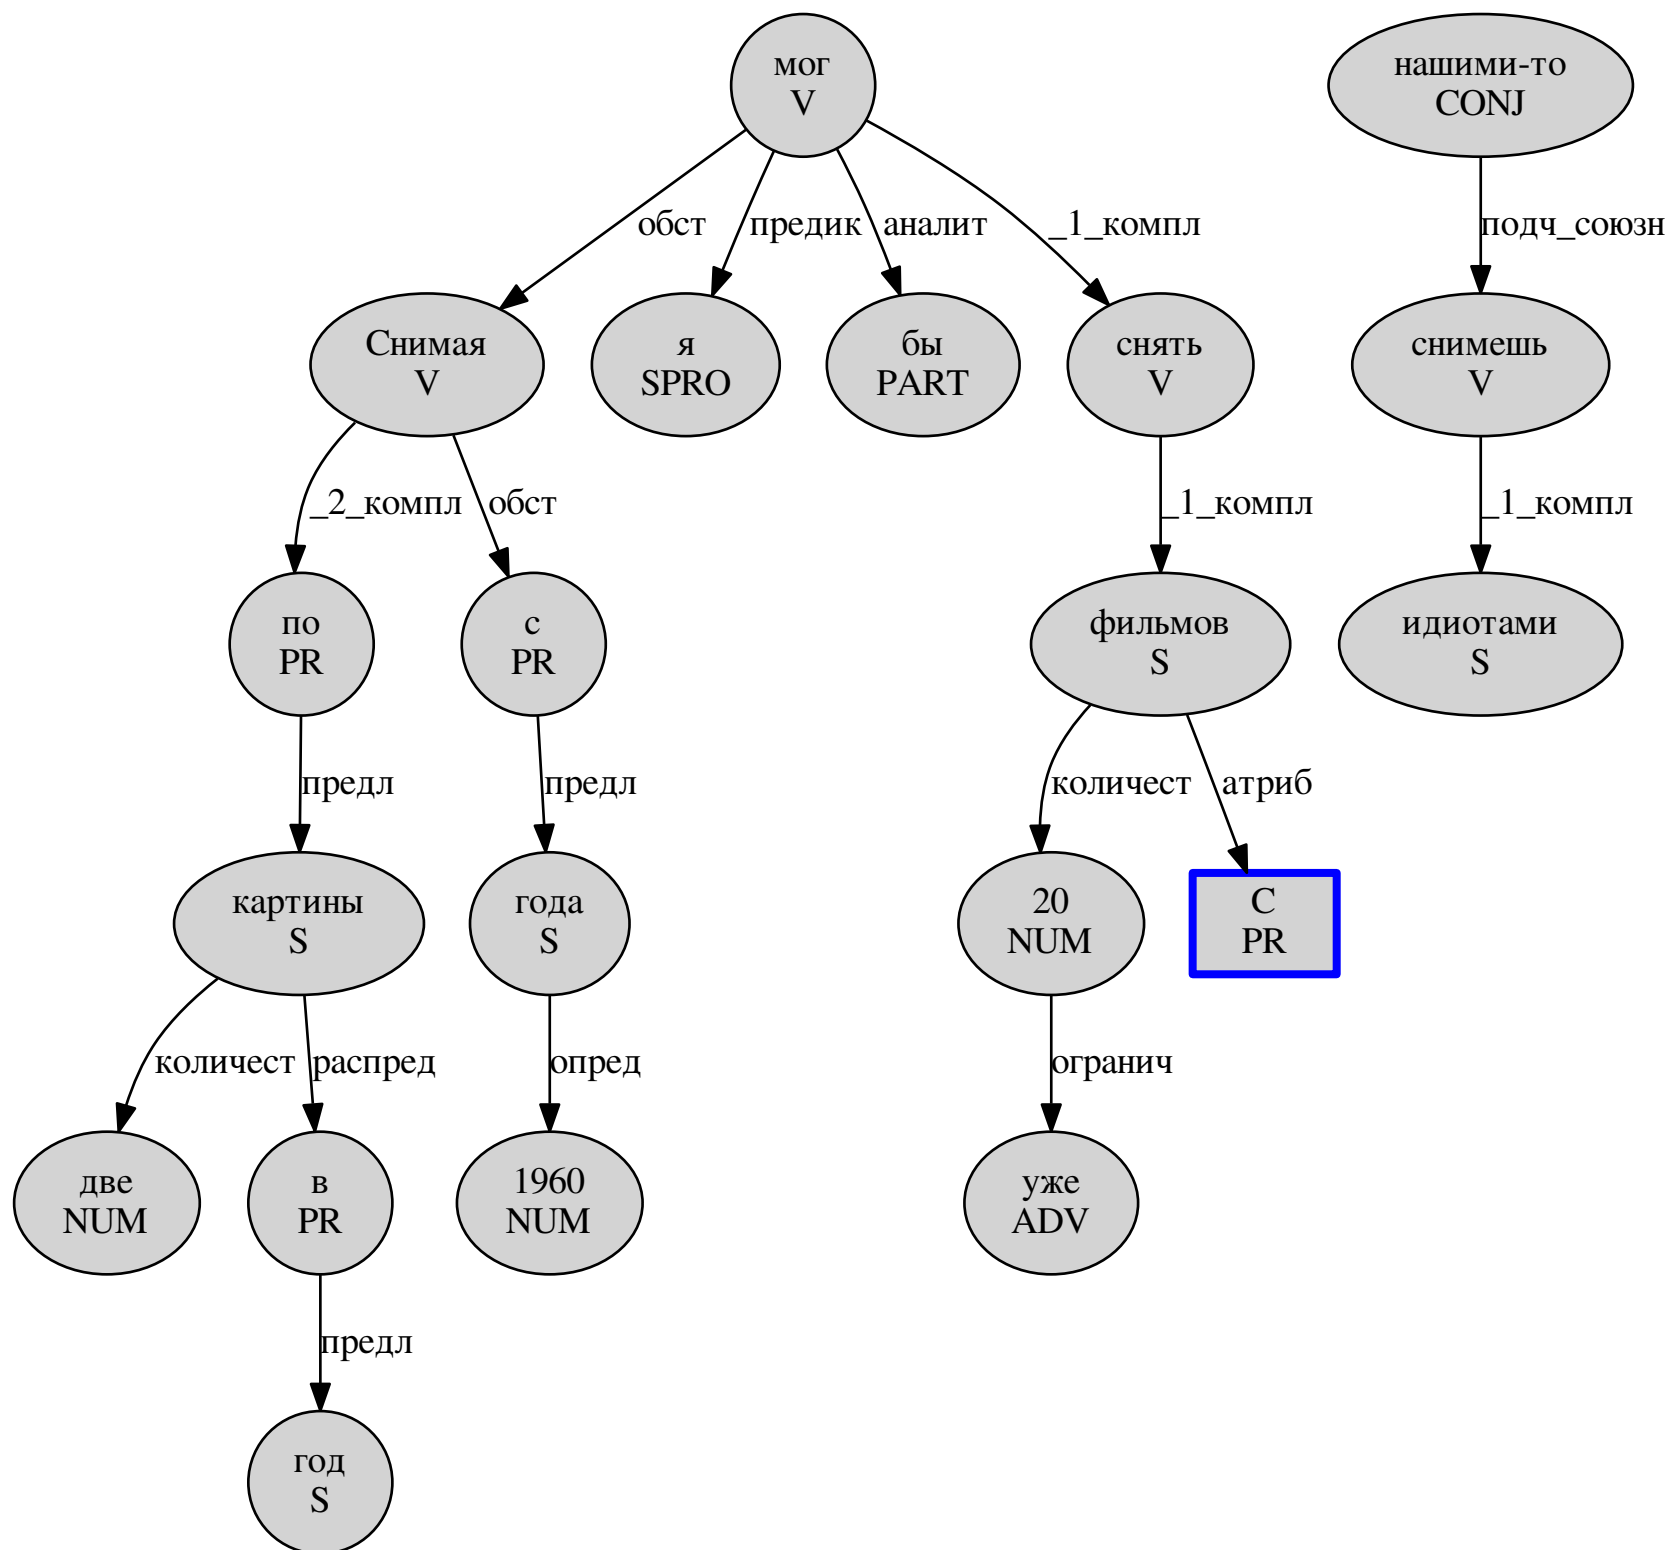 мог
V
нашими-то
CONJ
обст
предик
аналит
_1_компл
подч_союзн
Снимая
V
я
SPRO
бы
PART
снять
V
снимешь
V
_2_компл
обст
_1_компл
_1_компл
по
PR
с
PR
фильмов
S
идиотами
S
предл
предл
количест
атриб
картины
S
года
S
20
NUM
С
PR
количест
распред
опред
огранич
две
NUM
в
PR
1960
NUM
уже
ADV
предл
год
S